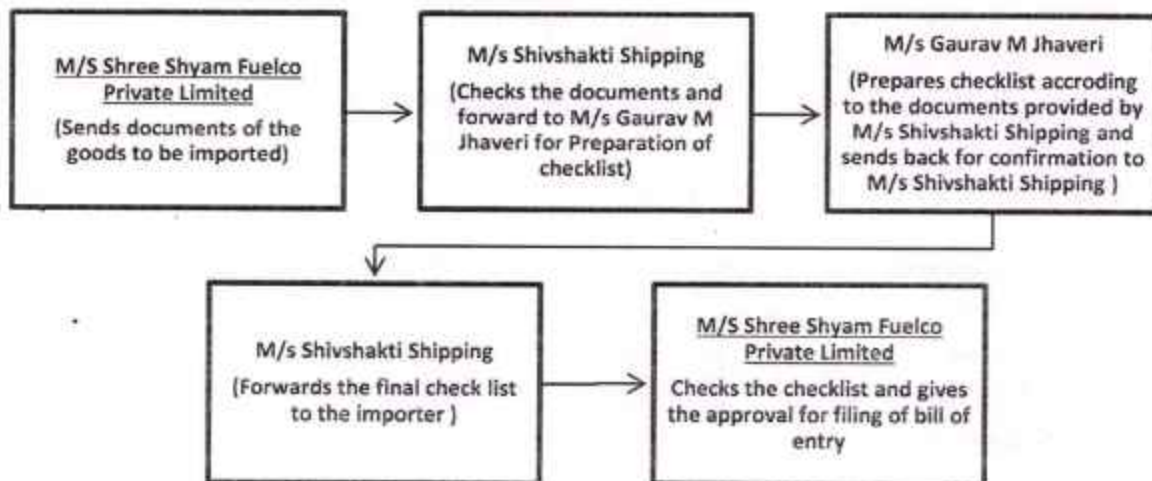 M/S Shree Shyam Fuelco
Private Limited
(Sends documents of the
goods to be imported)
M/s Shivshakti Shipping
(Checks the documents and
forward to M/s Gaurav M
Jhaveri for Preparation of
checklist)
M/s Gaurav M Jhaveri
(Prepares checklist accroding
to the documents provided by
M/s Shivshakti Shipping and
sends back for confirmation to
M/s Shivshakti Shipping )
M/s Shivshakti Shipping
(Forwards the final check list
to the importer )
M/S Shree Shyam Fuelco
Private Limited
Checks the checklist and gives
the approval for filing of bill of
entry